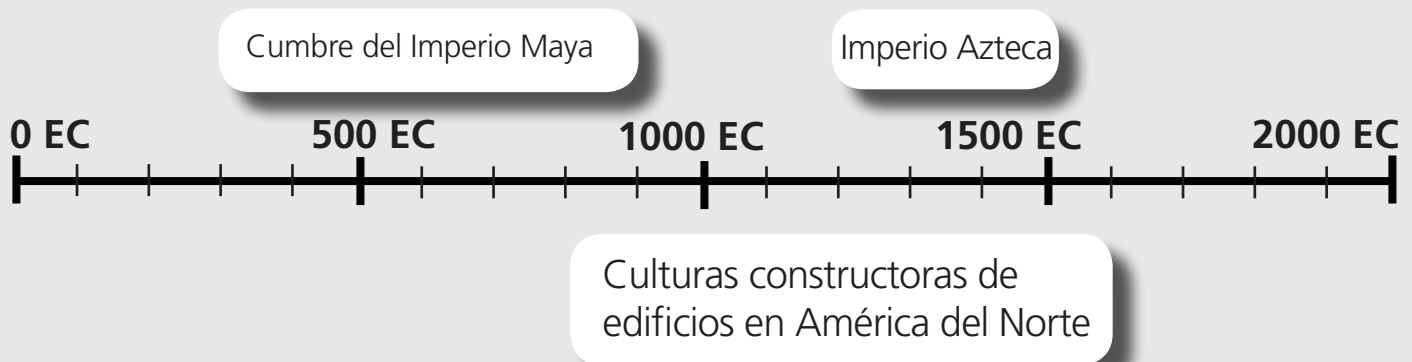 Cumbre del Imperio Maya
Imperio Azteca
0 EC
500 EC
1000 EC
1500 EC
2000 EC
Culturas constructoras de
edificios en América del Norte